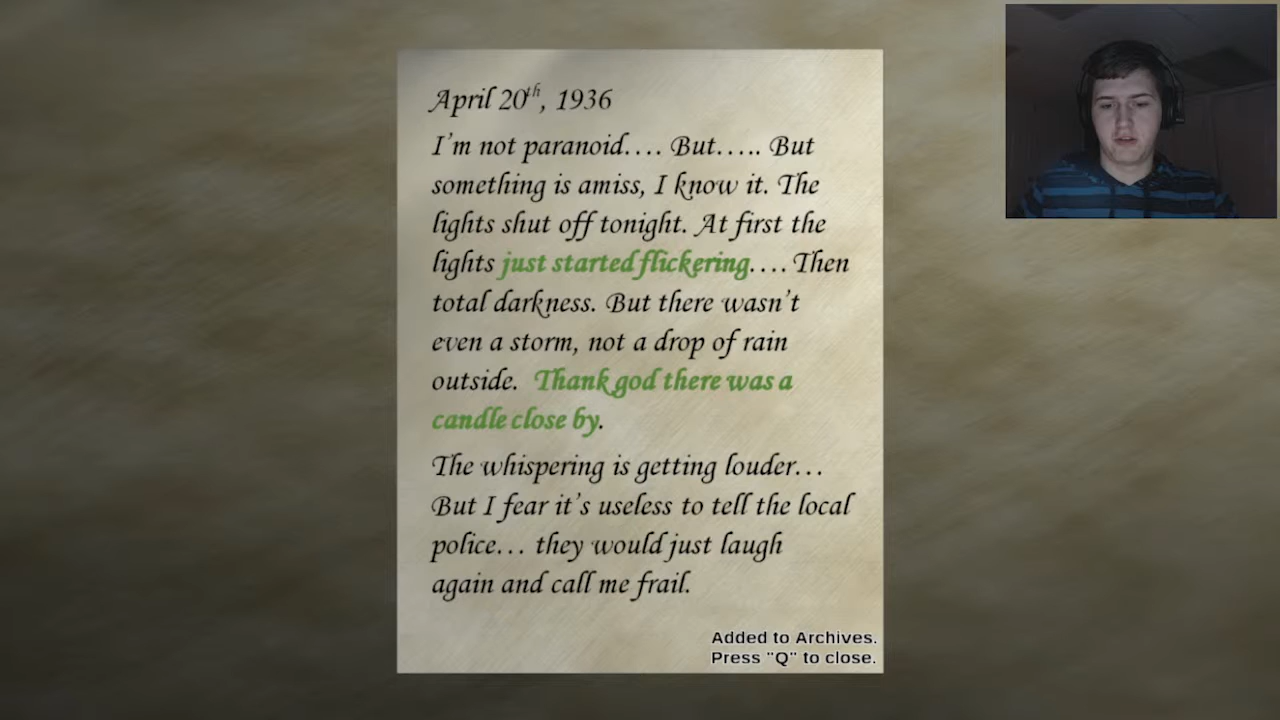 April 20th, 1936
I'm not paranoid.... But..... But
something is amiss, I know it. The
lights shut off tonight. At first the
lights just started flickering.... Then
total darkness. But there wasn't
even a storm, not a drop of rain
outside. Thank god there was a
candle close by.
The whispering is getting louder...
But I fear it's useless to tell the local
police... they would just laugh
again and call me frail.
Added to Archives.
Press "Q" to close.